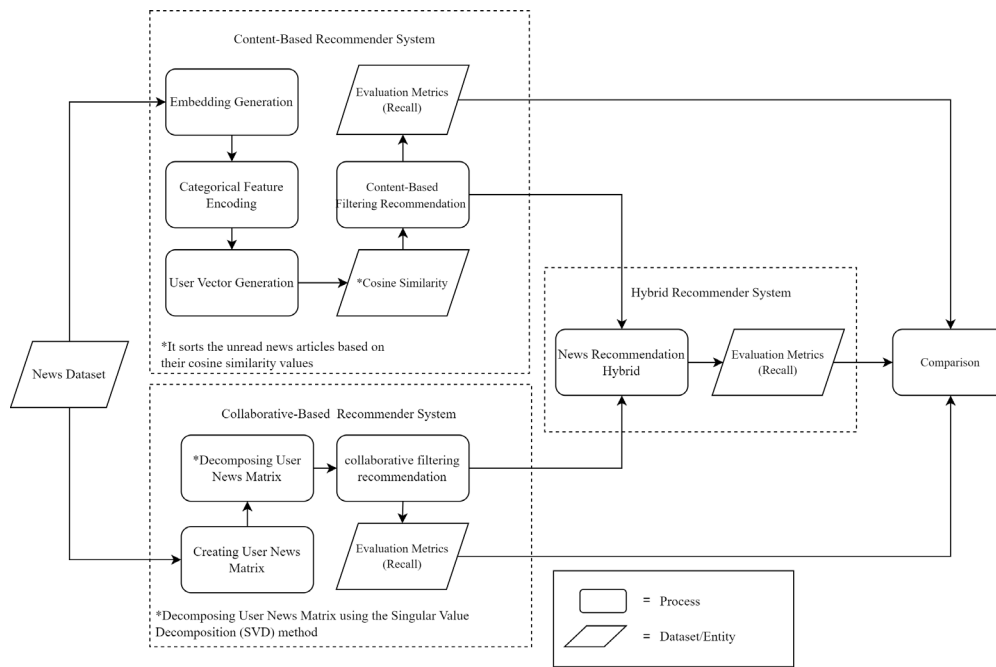 Content-Based Recommender System
Embedding Generation
Categorical Feature
Encoding
User Vector Generation
Evaluation Metrics
(Recall)
Content-Based
Filtering Recommendation
*Cosine Similarity
*It sorts the unread news articles based on
their cosine similarity values
News Dataset
Collaborative-Based Recommender System
*Decomposing User
News Matrix
collaborative filtering
recommendation
Creating User News
Matrix
Evaluation Metrics
(Recall)
*Decomposing User News Matrix using the Singular Value
Decomposition (SVD) method
Hybrid Recommender System
News Recommendation
Hybrid
Evaluation Metrics
(Recall)
Comparison
= Process
= Dataset/Entity